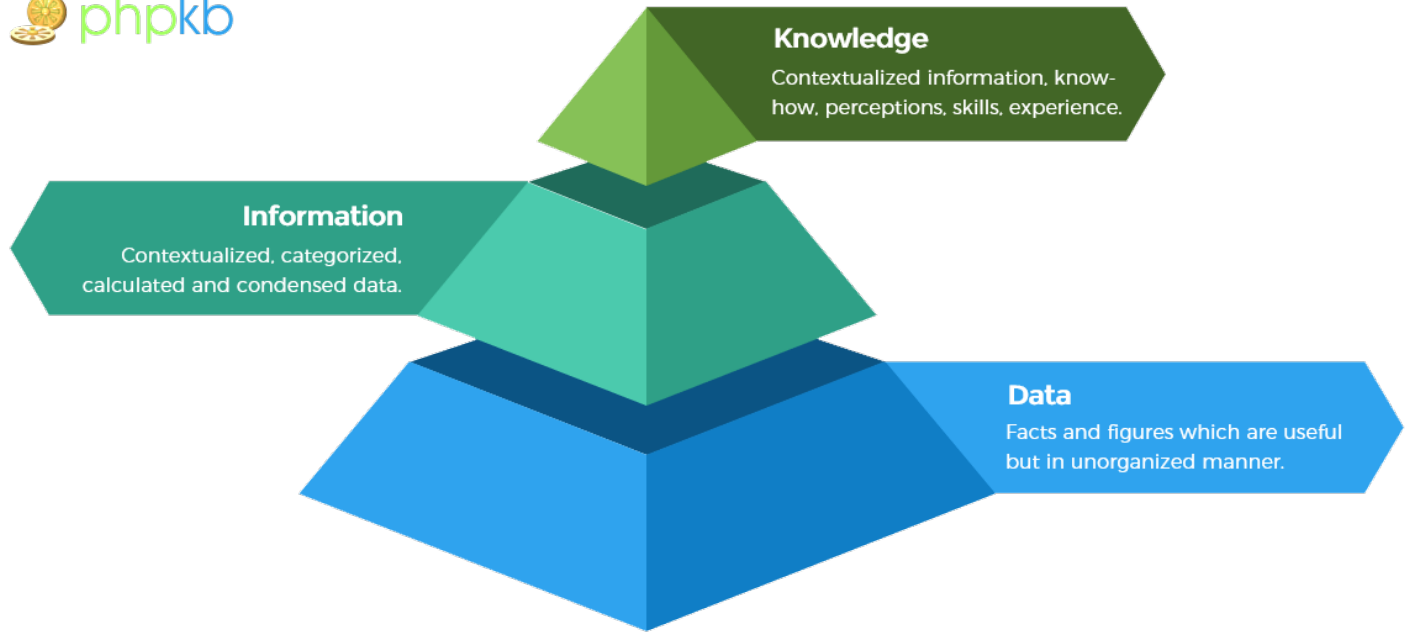 phpkb
Knowledge
Contextualized information, know-
how, perceptions, skills, experience.
Information
Contextualized, categorized,
calculated and condensed data.
Data
Facts and figures which are useful
but in unorganized manner.